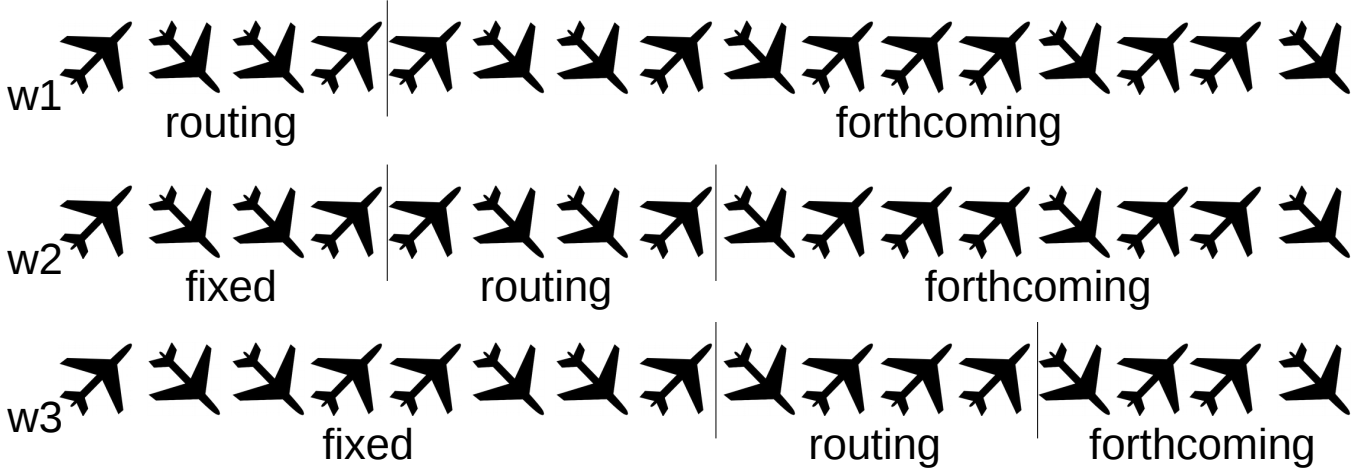 w1
routing forthcoming
w2
fixed routing forthcoming
w3
fixed routing forthcoming